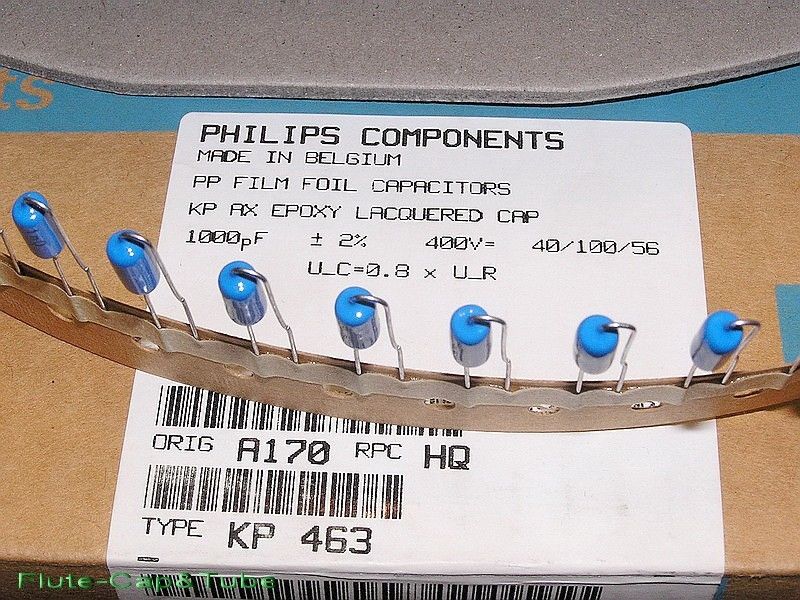 ts
PHILIPS COMPONENTS
MADE IN BELGIUM
PP FILM FOIL CAPACITORS
KP AX EPOXY LACQUERED CAP
1000pF ± 2% 400V= 40/100/56
U_C=0.8 x U_R
ORIG A170 RPC HQ
TYPE KP 463
Flute-Cap&Tube